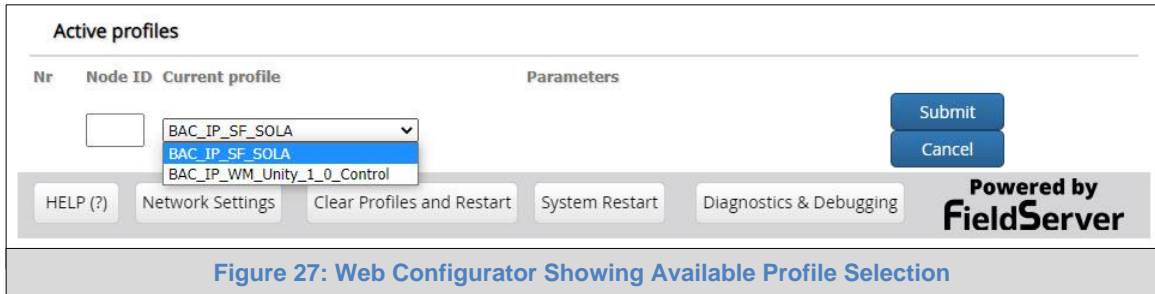 Active profiles
Nr Node ID Current profile Parameters
BAC_IP_SF_SOLA
Submit
BAC_IP_SF_SOLA
Cancel
BAC_IP_WM_Unity_1_0_Control
HELP (?) Network Settings Clear Profiles and Restart System Restart Diagnostics & Debugging Powered by
FieldServer
Figure 27: Web Configurator Showing Available Profile Selection